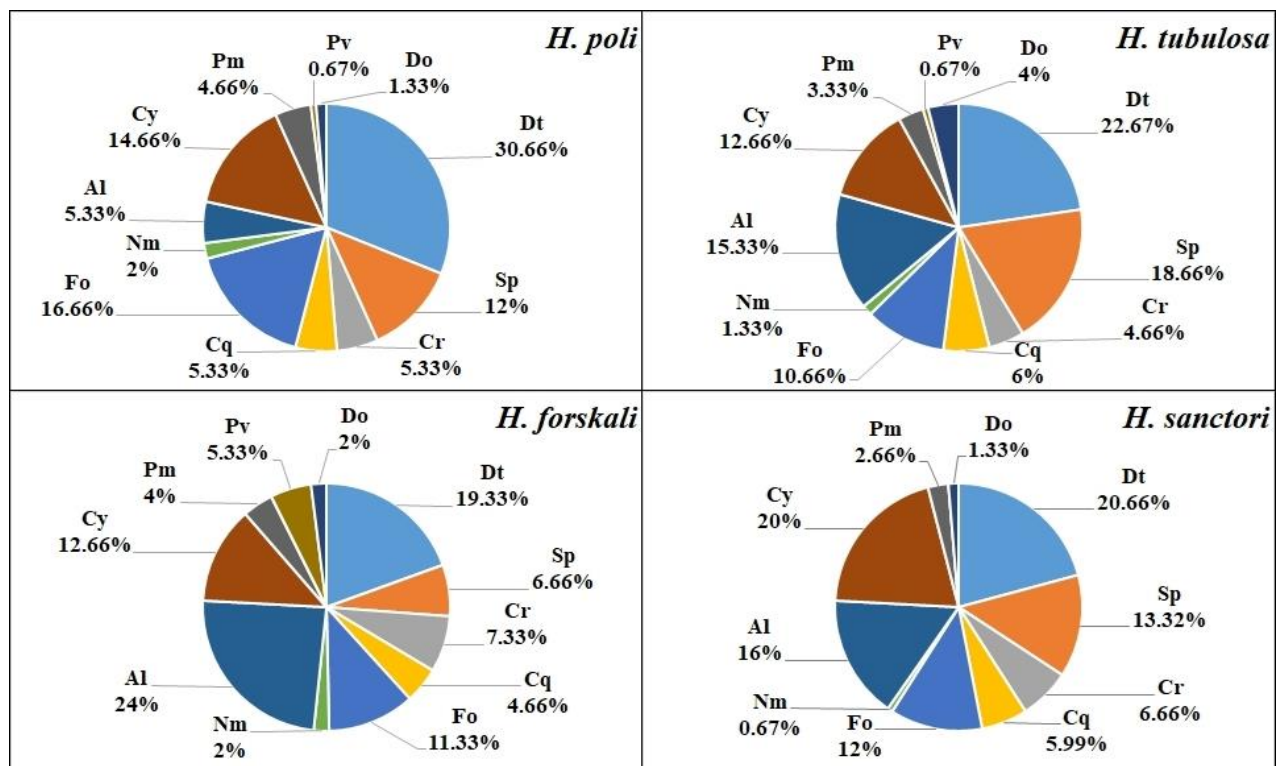 H. poli
Pv
0.67%
Do
1.33%
Pm
4.66%
Dt
30.66%
Cy
14.66%
Al
5.33%
Nm
2%
Sp
12%
Fo
16.66%
Cq
5.33%
Cr
5.33%
H. tubulosa
Pv
0.67%
Do
4%
Pm
3.33%
Dt
22.67%
Cy
12.66%
Al
15.33%
Sp
18.66%
Nm
1.33%
Cr
4.66%
Fo
10.66%
Cq
6%
H. forskali
Pv
5.33%
Do
2%
Pm
4%
Dt
19.33%
Cy
12.66%
Sp
6.66%
Cr
7.33%
Al
24%
Cq
4.66%
Nm
2%
Fo
11.33%
H. sanctori
Pm
2.66%
Do
1.33%
Dt
20.66%
Cy
20%
Sp
13.32%
Al
16%
Nm
0.67%
Cr
6.66%
Fo
12%
Cq
5.99%